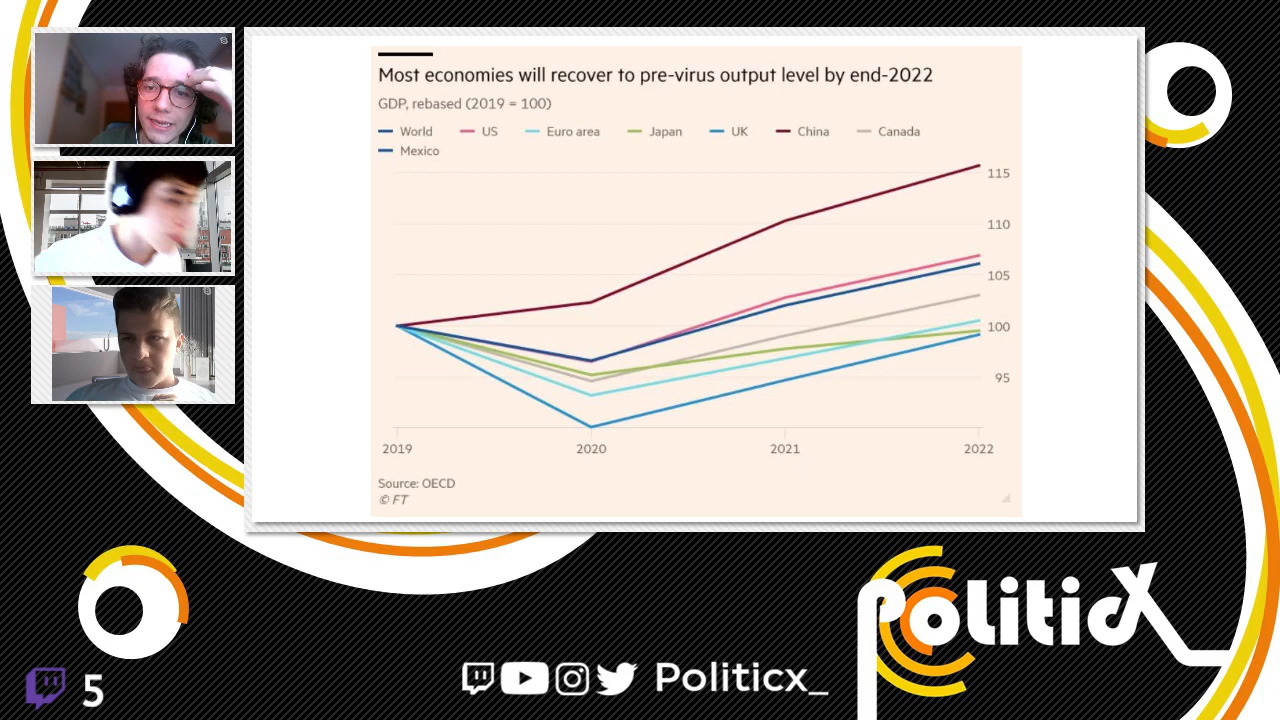 Most economies will recover to pre-virus output level by end-2022
GDP, rebased (2019 = 100)
World US Euro area Japan UK China Canada
Mexico
115
110
105
100
95
2019 2020 2021 2022
Source: OECD
© FT
PoliticX
5
Politicx_